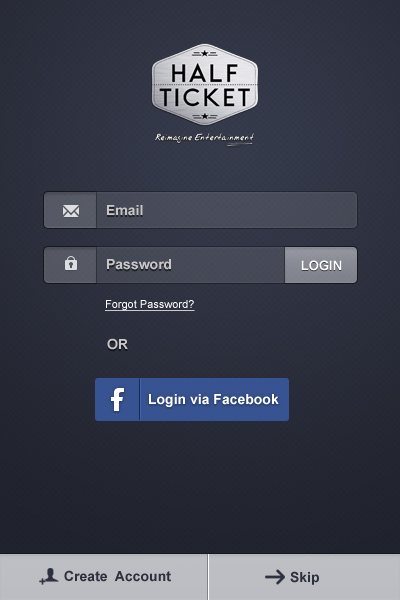 HALF
TICKET
Reimagine Entertainment
Email
Password
LOGIN
Forgot Password?
OR
f
Login via Facebook
Create Account
Skip